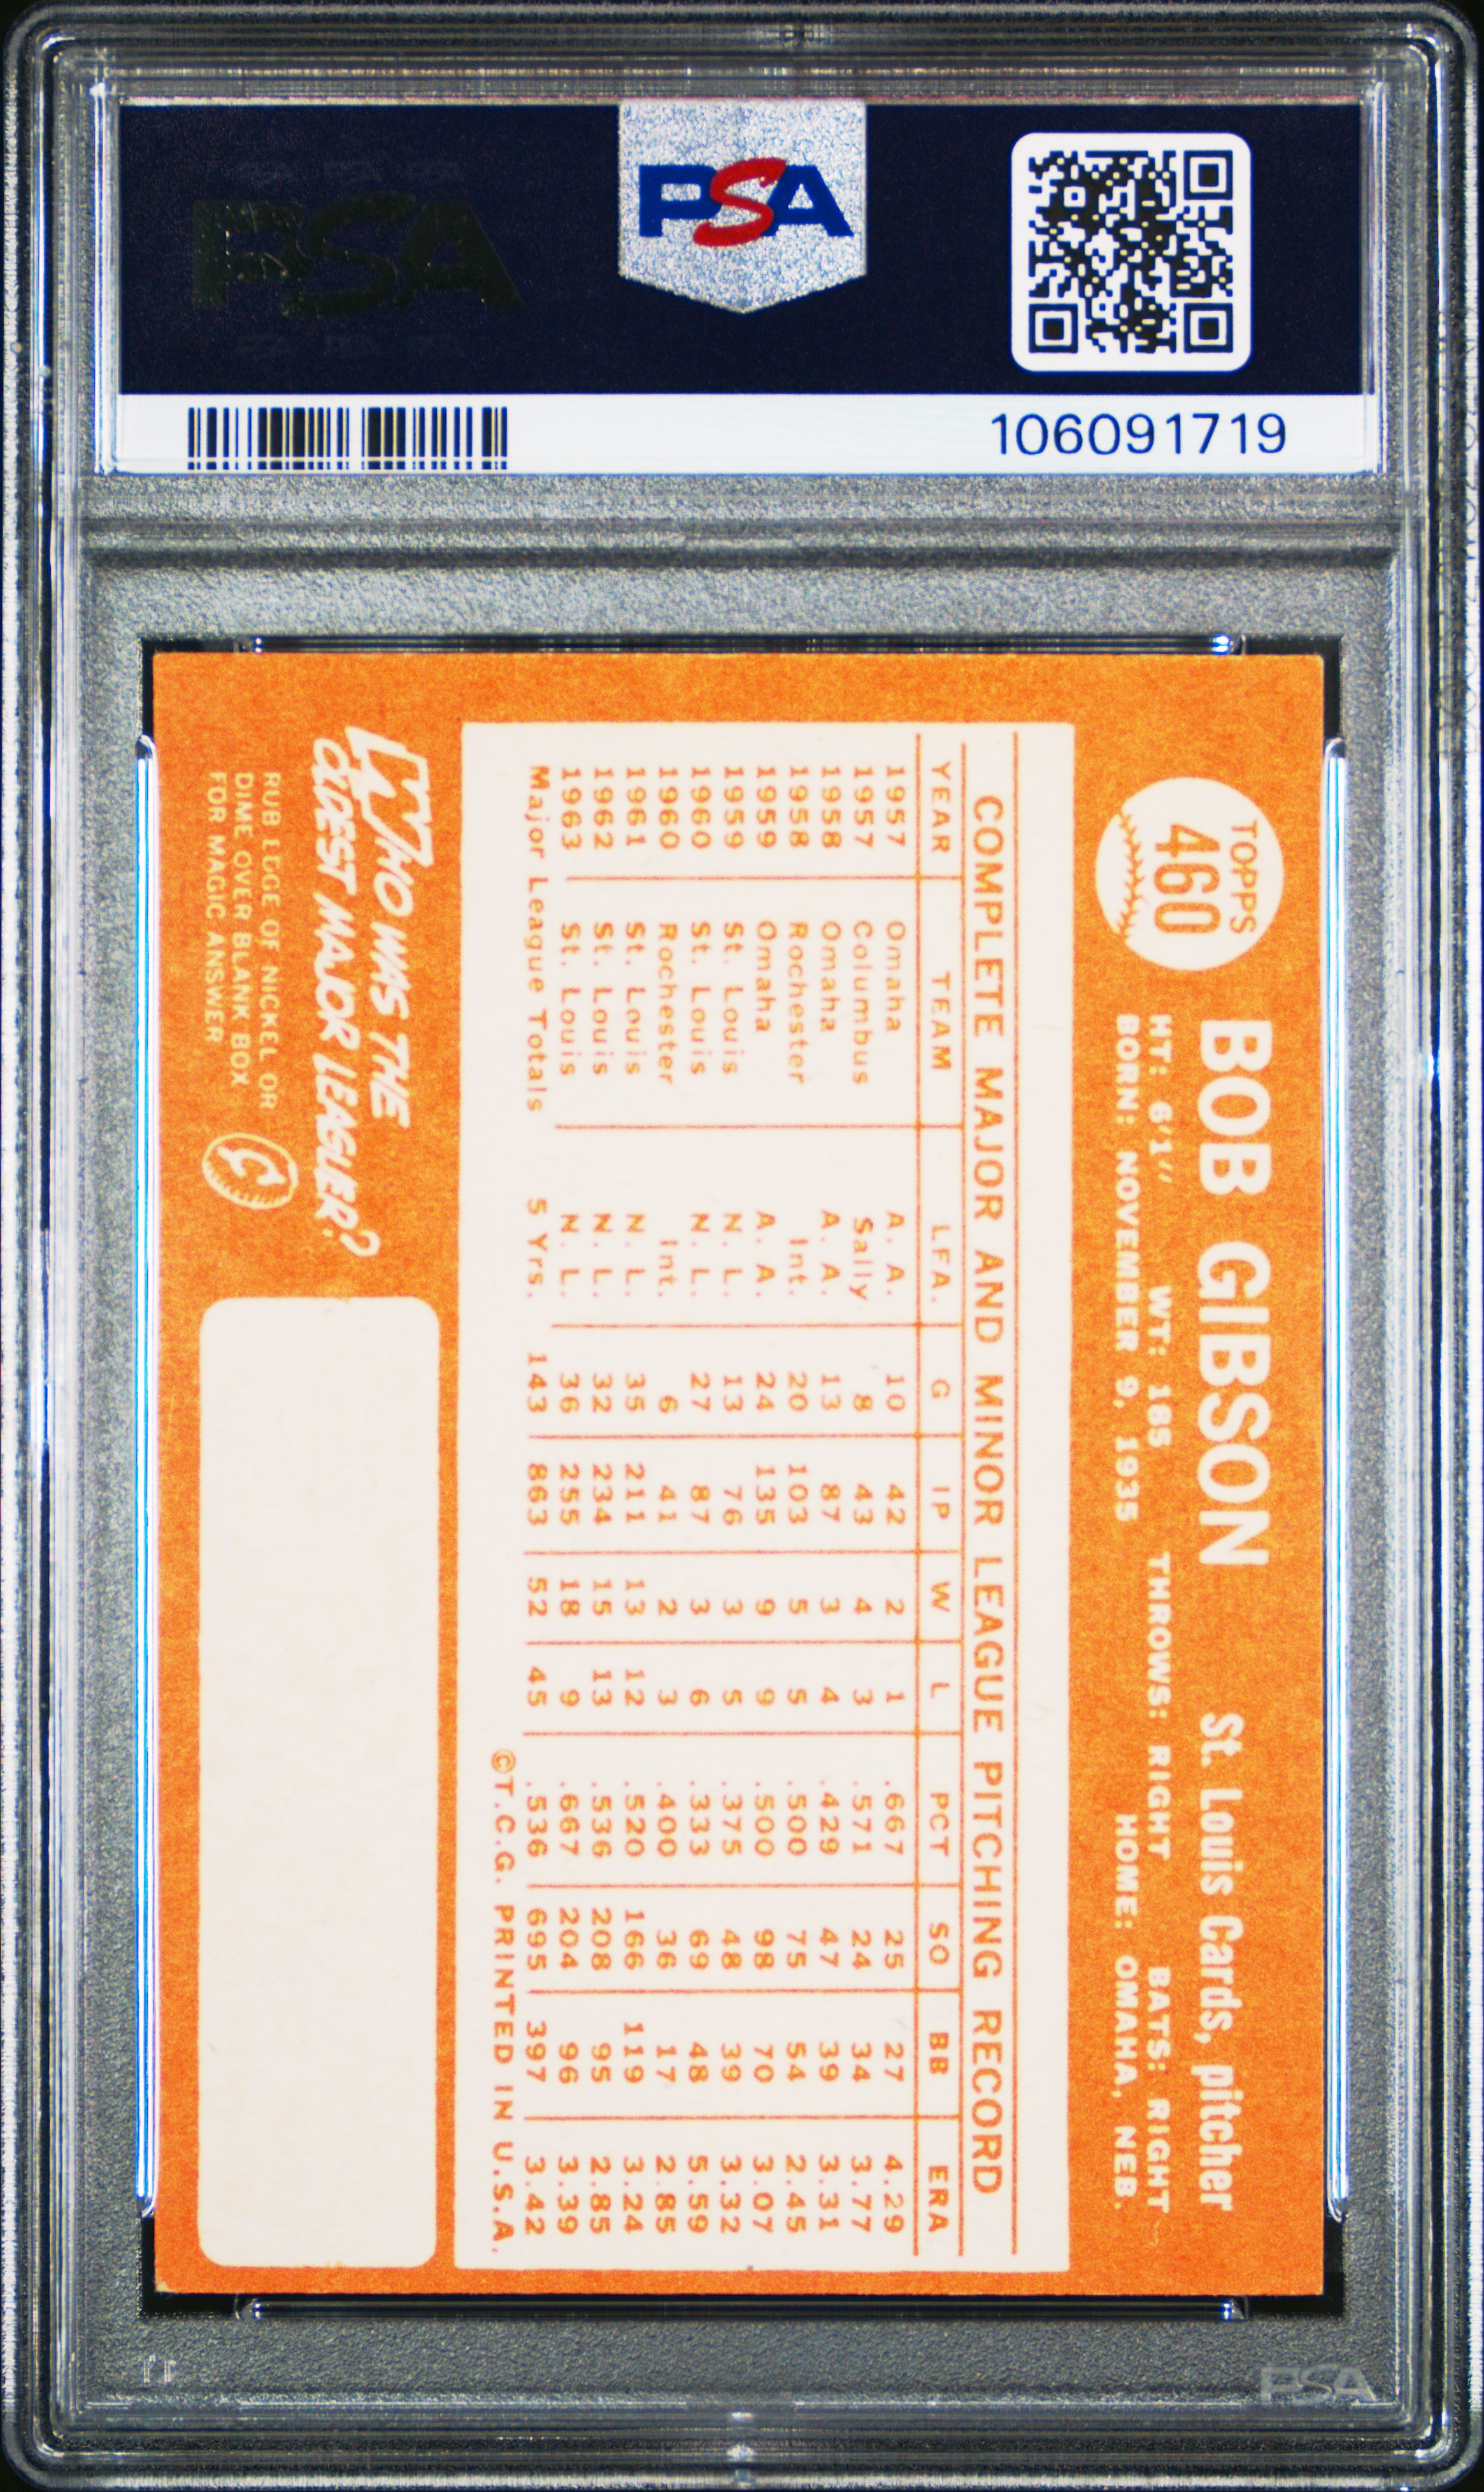 PSA
PSA
106091719
TOPPS
460
BOB GIBSON St. Louis Cards, pitcher
HT: 6'1" WT: 185 THROWS: RIGHT BATS: RIGHT
BORN: NOVEMBER 9, 1935 HOME: OMAHA, NEB.
COMPLETE MAJOR AND MINOR LEAGUE PITCHING RECORD
YEAR TEAM LEA. G IP W L PCT SO BB ERA
1957 Omaha A. A. 10 42 2 1 .667 25 27 4.29
1957 Columbus Sally 8 43 4 3 .571 24 34 3.77
1958 Omaha A. A. 13 87 3 4 .429 47 39 3.31
1958 Rochester Int. 20 103 5 5 .500 75 54 2.45
1959 Omaha A. A. 24 135 9 9 .500 98 70 3.07
1959 St. Louis N. L. 13 76 3 5 .375 48 39 3.32
1960 St. Louis N. L. 27 87 3 6 .333 69 48 5.59
1960 Rochester Int. 6 41 2 3 .400 36 17 2.85
1961 St. Louis N. L. 35 211 13 12 .520 166 119 3.24
1962 St. Louis N. L. 32 234 15 13 .536 208 95 2.85
1963 St. Louis N. L. 36 255 18 9 .667 204 96 3.39
Major League Totals 5 Yrs. 143 863 52 45 .536 695 397 3.42
©T.C.G. PRINTED IN U.S.A.
WHO WAS THE
OLDEST MAJOR LEAGUER?
RUB EDGE OF NICKEL OR
DIME OVER BLANK BOX
FOR MAGIC ANSWER
PSA